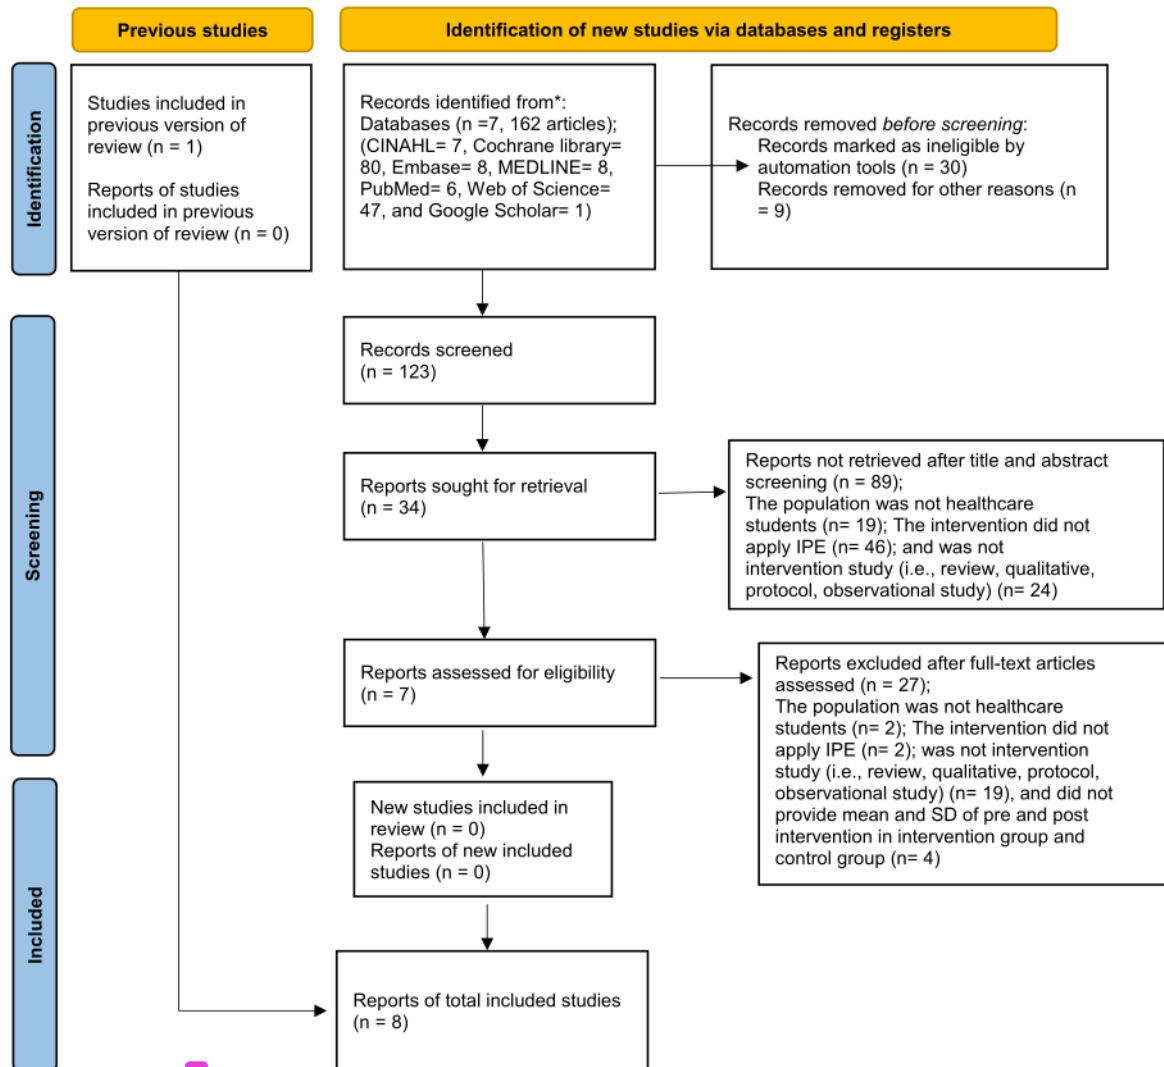 Previous studies
Identification of new studies via databases and registers
Identification
Studies included in
previous version of
review (n = 1)
Reports of studies
included in previous
version of review (n = 0)
Records identified from*:
Databases (n =7, 162 articles);
(CINAHL= 7, Cochrane library=
80, Embase= 8, MEDLINE= 8,
PubMed= 6, Web of Science=
47, and Google Scholar= 1)
Records removed before screening:
Records marked as ineligible by
automation tools (n = 30)
Records removed for other reasons (n
= 9)
Screening
Records screened
(n = 123)
Reports sought for retrieval
(n = 34)
Reports not retrieved after title and abstract
screening (n = 89);
The population was not healthcare
students (n= 19); The intervention did not
apply IPE (n= 46); and was not
intervention study (i.e., review, qualitative,
protocol, observational study) (n= 24)
Reports assessed for eligibility
(n = 7)
Reports excluded after full-text articles
assessed (n = 27);
The population was not healthcare
students (n= 2); The intervention did not
apply IPE (n= 2); was not intervention
study (i.e., review, qualitative, protocol,
observational study) (n= 19), and did not
provide mean and SD of pre and post
intervention in intervention group and
control group (n= 4)
Included
New studies included in
review (n = 0)
Reports of new included
studies (n = 0)
Reports of total included studies
(n = 8)